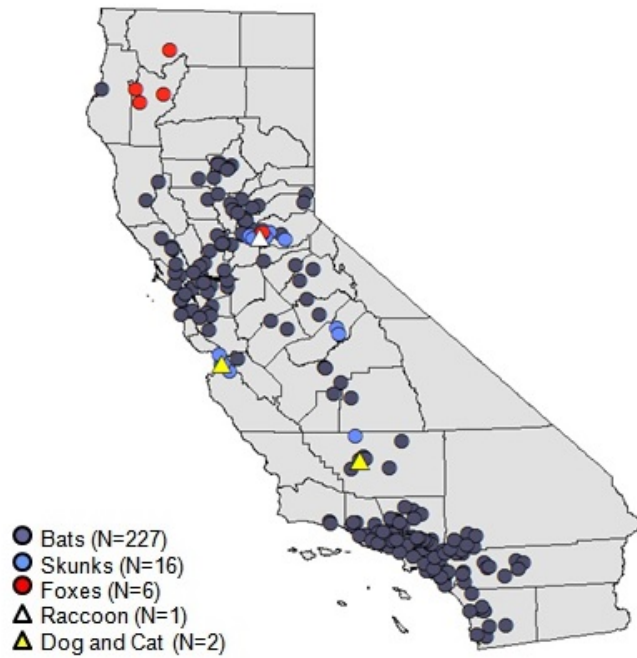 Bats (N=227)
Skunks (N=16)
Foxes (N=6)
Raccoon (N=1)
Dog and Cat (N=2)